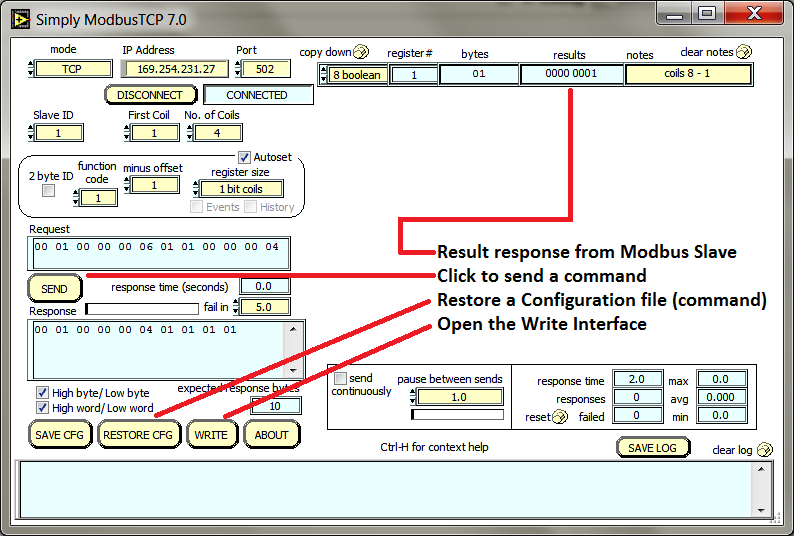 Simply ModbusTCP 7.0
mode IP Address Port copy down register# bytes results notes clear notes
TCP 169.254.231.27 502 8 boolean 1 01 0000 0001 coils 8 - 1
DISCONNECT CONNECTED
Slave ID First Coil No. of Coils
1 1 4
Autoset
2 byte ID function code minus offset register size
1 1 1 bit coils
Events History
Request
00 01 00 00 00 06 01 01 00 00 00 04
Result response from Modbus Slave
Click to send a command
SEND response time (seconds) 0.0
Restore a Configuration file (command)
Response fail in 5.0
Open the Write Interface
00 01 00 00 00 04 01 01 01 01
High byte/Low byte expected response bytes
High word/Low word 10
send continuously pause between sends
1.0
response time 2.0 max 0.0
responses 0 avg 0.000
reset failed 0 min 0.0
SAVE CFG RESTORE CFG WRITE ABOUT
Ctrl-H for context help SAVE LOG clear log